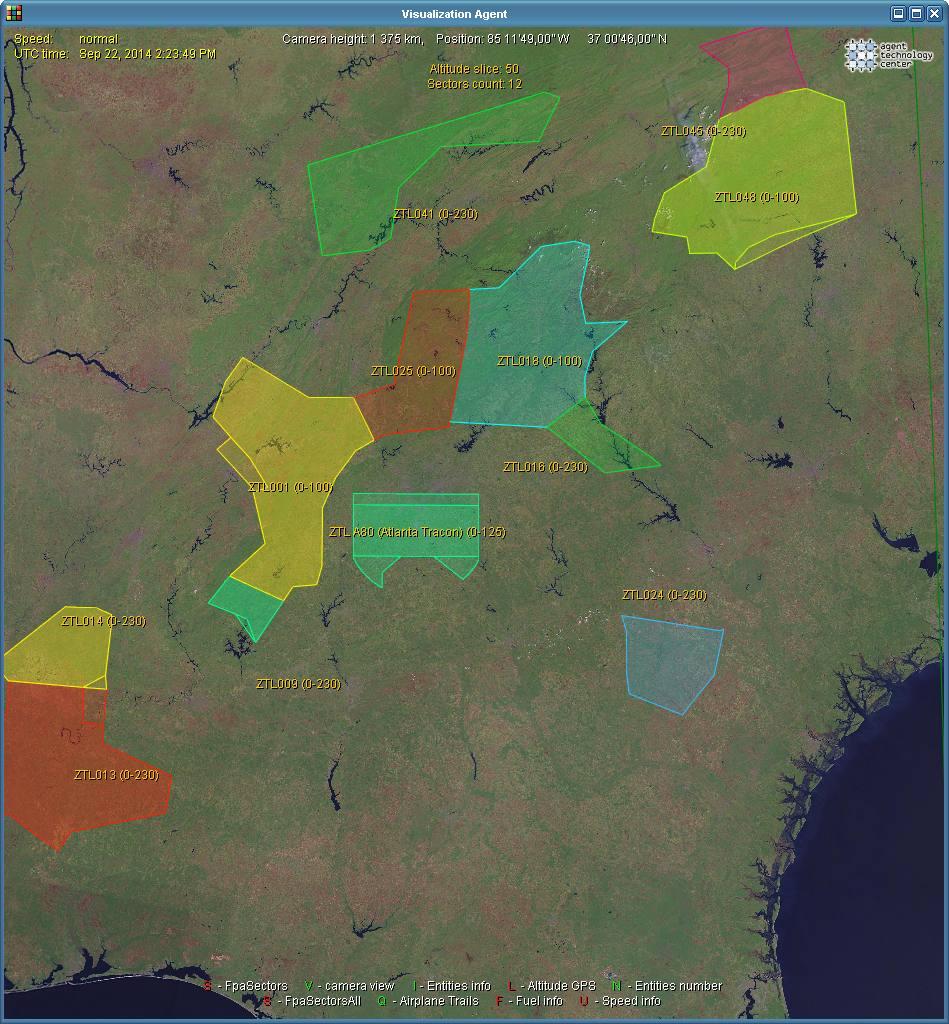 Visualization Agent
Speed: normal
Camera height: 1 375 km, Position: 85 11'49,00" W 37 00'46,00" N
UTC time: Sep 22, 2014 2:23:49 PM
agent
technology
center
Altitude slice: 50
Sectors count: 12
ZTL045 (0-230)
ZTL048 (0-100)
ZTL041 (0-230)
ZTL018 (0-100)
ZTL025 (0-100)
ZTL016 (0-230)
ZTL001 (0-100)
ZTL A80 (Atlanta Tracon) (0-125)
ZTL024 (0-230)
ZTL014 (0-230)
ZTL009 (0-230)
ZTL013 (0-230)
S - FpaSectors V - camera view I - Entities info L - Altitude GPS N - Entities number
S - FpaSectorsAll Q - Airplane Trails F - Fuel info U - Speed info